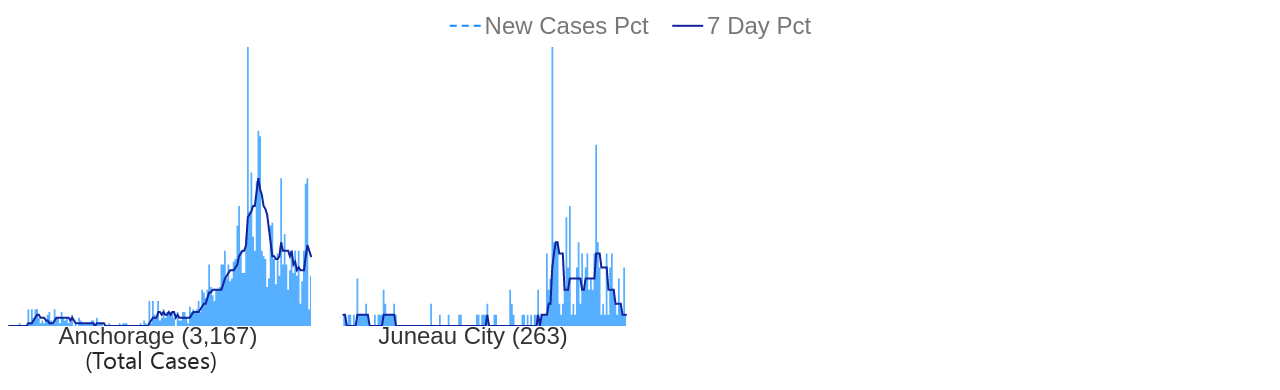 New Cases Pct 7 Day Pct
Anchorage (3,167) Juneau City (263)
(Total Cases)